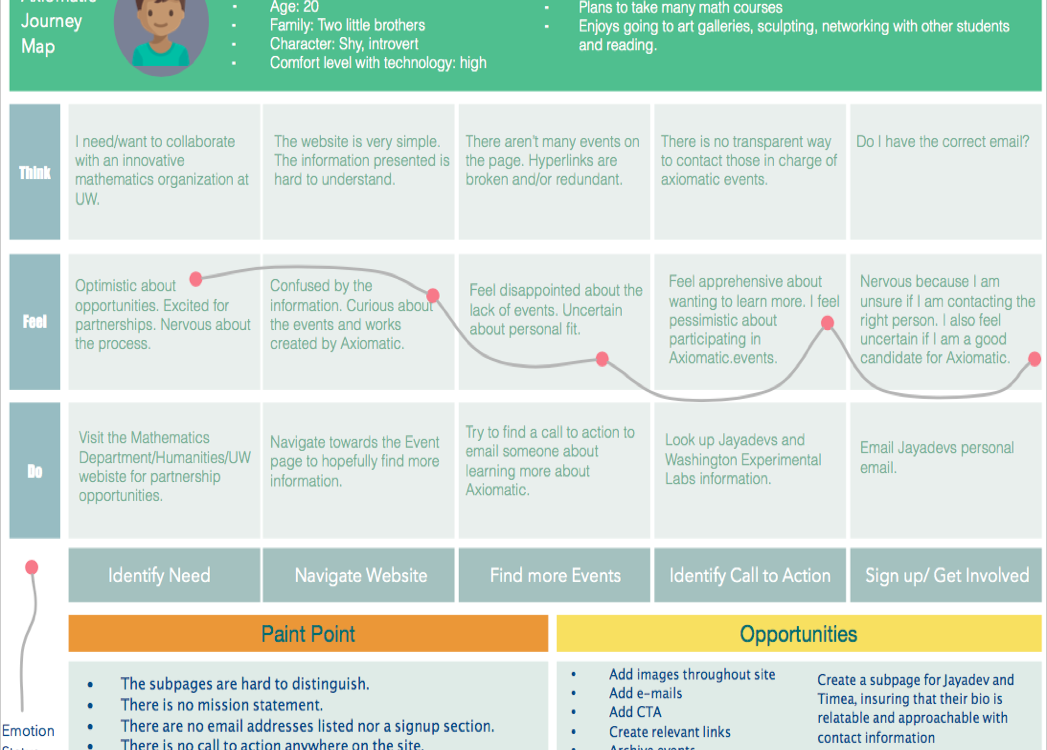 Axiomatic
Journey
Map
Age: 20
Family: Two little brothers
Character: Shy, introvert
Comfort level with technology: high
Plans to take many math courses
Enjoys going to art galleries, sculpting, networking with other students
and reading.
Think
I need/want to collaborate
with an innovative
mathematics organization at
UW.
The website is very simple.
The information presented is
hard to understand.
There aren't many events on
the page. Hyperlinks are
broken and/or redundant.
There is no transparent way
to contact those in charge of
axiomatic events.
Do I have the correct email?
Feel
Optimistic about
opportunities. Excited for
partnerships. Nervous about
the process.
Confused by the
information. Curious about
the events and works
created by Axiomatic.
Feel disappointed about the
lack of events. Uncertain
about personal fit.
Feel apprehensive about
wanting to learn more. I feel
pessimistic about
participating in
Axiomatic.events.
Nervous because I am
unsure if I am contacting the
right person. I also feel
uncertain if I am a good
candidate for Axiomatic.
Do
Visit the Mathematics
Department/Humanities/UW
webiste for partnership
opportunities.
Navigate towards the Event
page to hopefully find more
information.
Try to find a call to action to
email someone about
learning more about
Axiomatic.
Look up Jayadevs and
Washington Experimental
Labs information.
Email Jayadevs personal
email.
Identify Need
Navigate Website
Find more Events
Identify Call to Action
Sign up/ Get Involved
Emotion
Paint Point
The subpages are hard to distinguish.
There is no mission statement.
There are no email addresses listed nor a signup section.
There is no call to action anywhere on the site.
Opportunities
Add images throughout site
Add e-mails
Add CTA
Create relevant links
Archive events
Create a subpage for Jayadev and
Timea, insuring that their bio is
relatable and approachable with
contact information